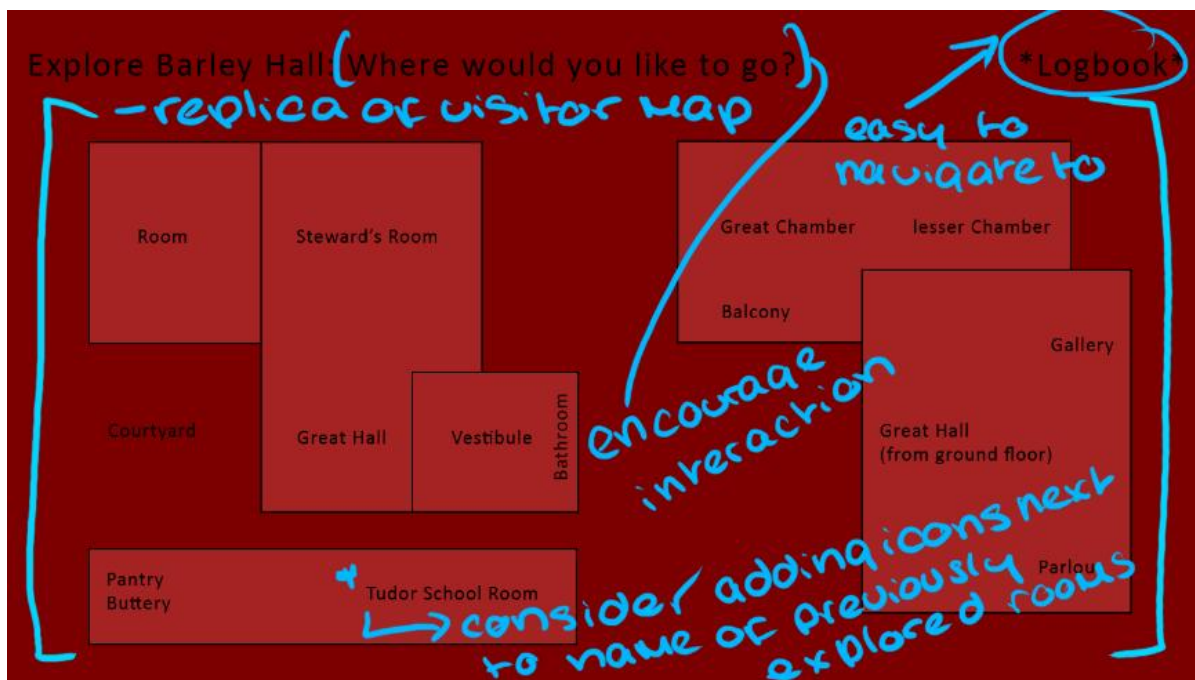 Explore Barley Hall: (Where would you like to go?)
*Logbook*
- replica of visitor map
easy to
navigate to
Room
Steward's Room
Great Chamber
lesser Chamber
Balcony
Gallery
encourage
interaction
Courtyard
Great Hall
Vestibule
Bathroom
Great Hall
(from ground floor)
Pantry
Buttery
Tudor School Room
Parlour
* consider adding icons next
to name of previously
explored rooms